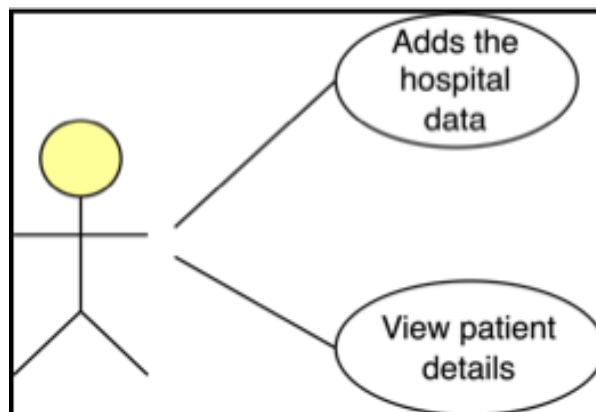 Adds the
hospital
data
View patient
details